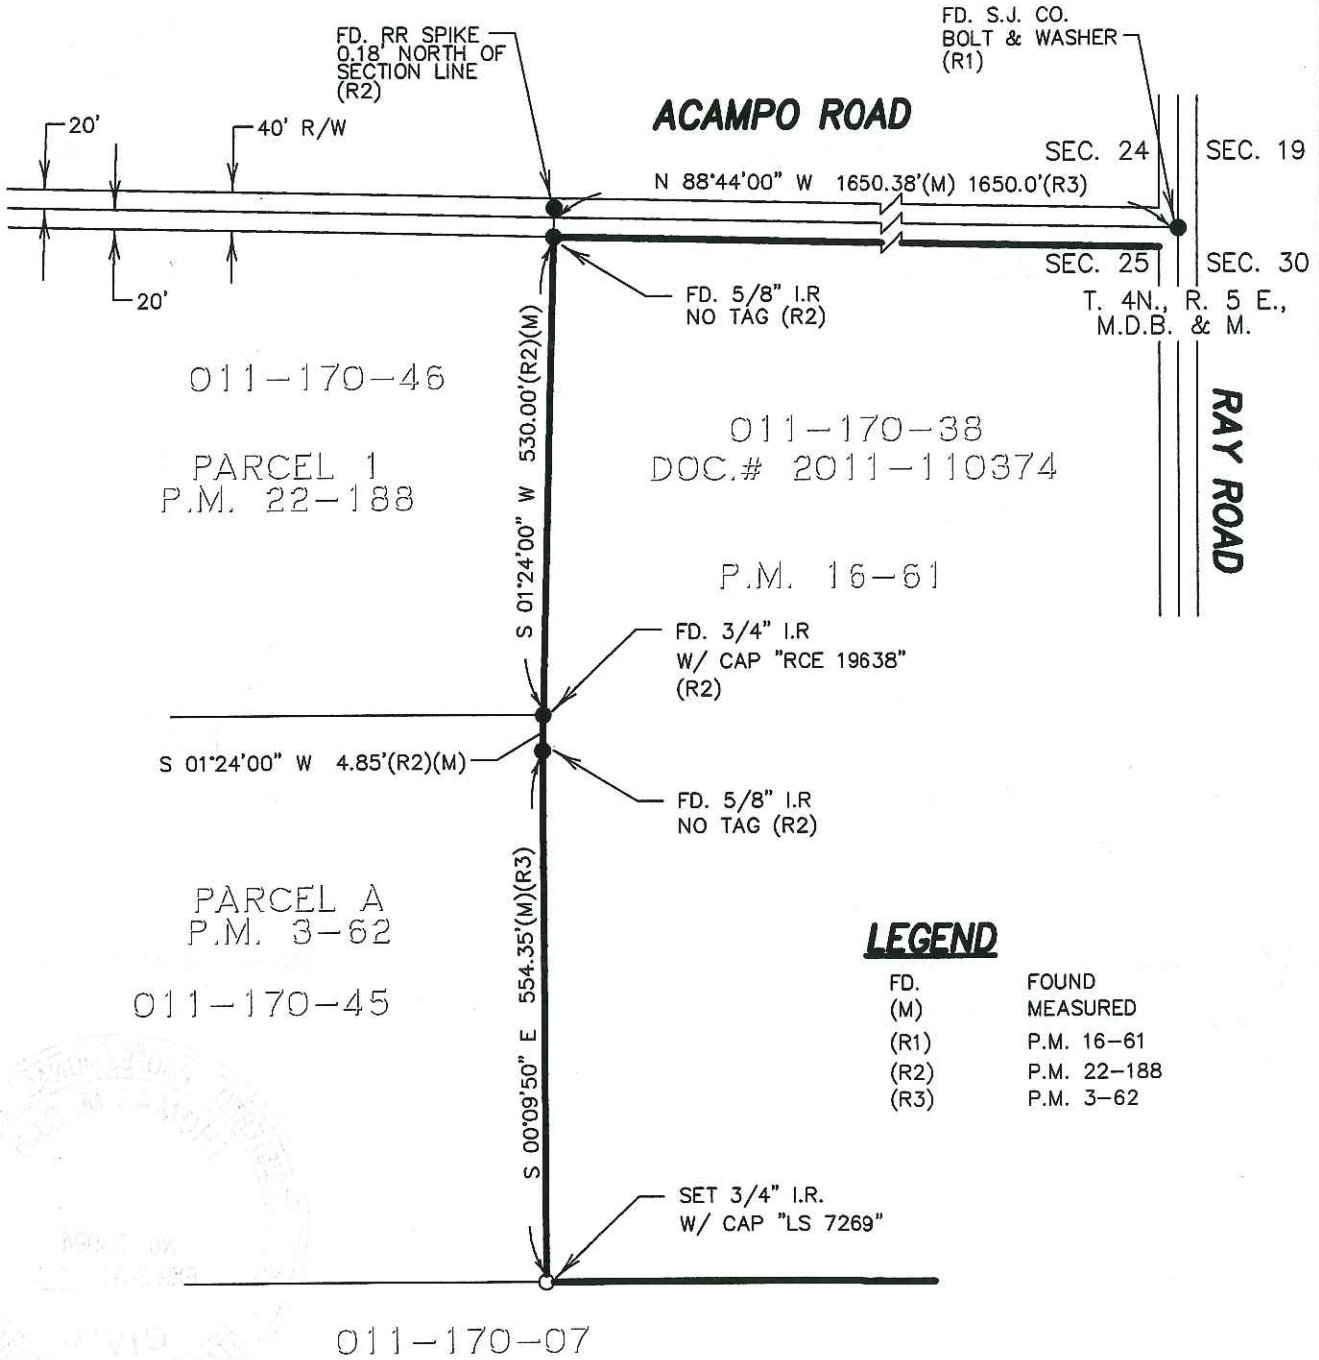 FD. RR SPIKE
0.18' NORTH OF
SECTION LINE
(R2)
FD. S.J. CO.
BOLT & WASHER
(R1)
20'
40' R/W
ACAMPO ROAD
SEC. 24
SEC. 19
N 88°44'00" W 1650.38'(M) 1650.0'(R3)
SEC. 25
SEC. 30
T. 4N., R. 5 E.,
M.D.B. & M.
20'
FD. 5/8" I.R
NO TAG (R2)
RAY ROAD
011-170-46
PARCEL 1
P.M. 22-188
S 01°24'00" W 530.00'(R2)(M)
011-170-38
DOC.# 2011-110374
P.M. 16-61
FD. 3/4" I.R
W/ CAP "RCE 19638"
(R2)
S 01°24'00" W 4.85'(R2)(M)
FD. 5/8" I.R
NO TAG (R2)
PARCEL A
P.M. 3-62
011-170-45
S 00°09'50" E 554.35'(M)(R3)
LEGEND
FD. FOUND
(M) MEASURED
(R1) P.M. 16-61
(R2) P.M. 22-188
(R3) P.M. 3-62
SET 3/4" I.R.
W/ CAP "LS 7269"
011-170-07